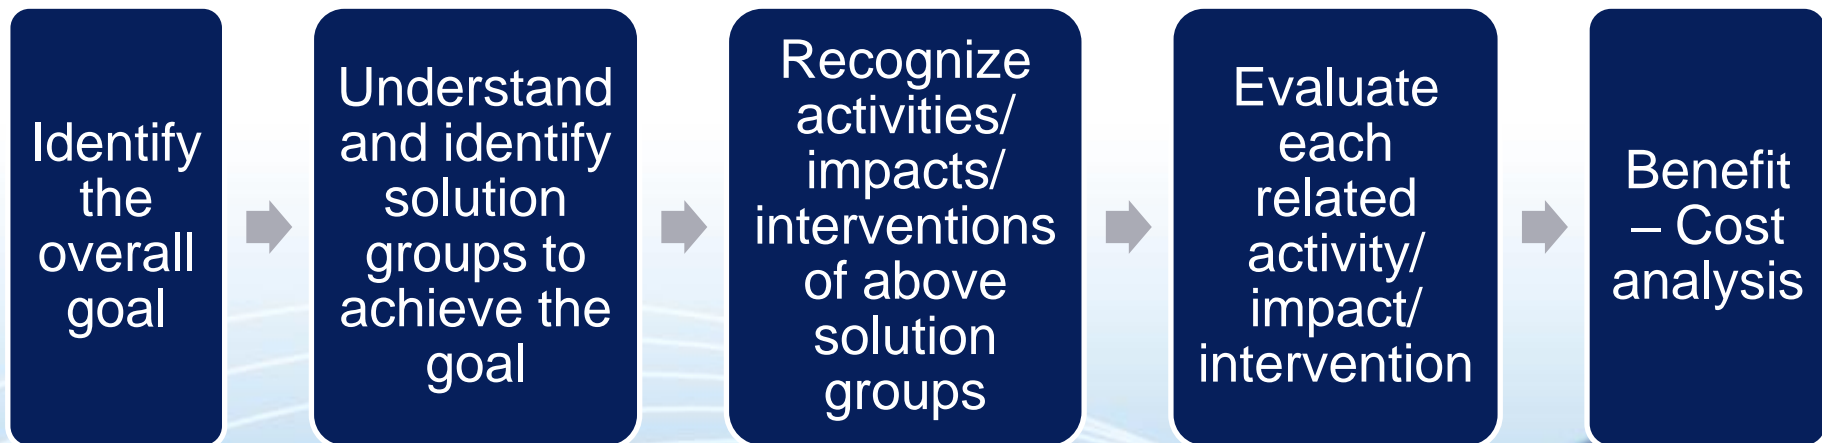 Identify
the
overall
goal
Understand
and identify
solution
groups to
achieve the
goal
Recognize
activities/
impacts/
interventions
of above
solution
groups
Evaluate
each
related
activity/
impact/
intervention
Benefit
– Cost
analysis